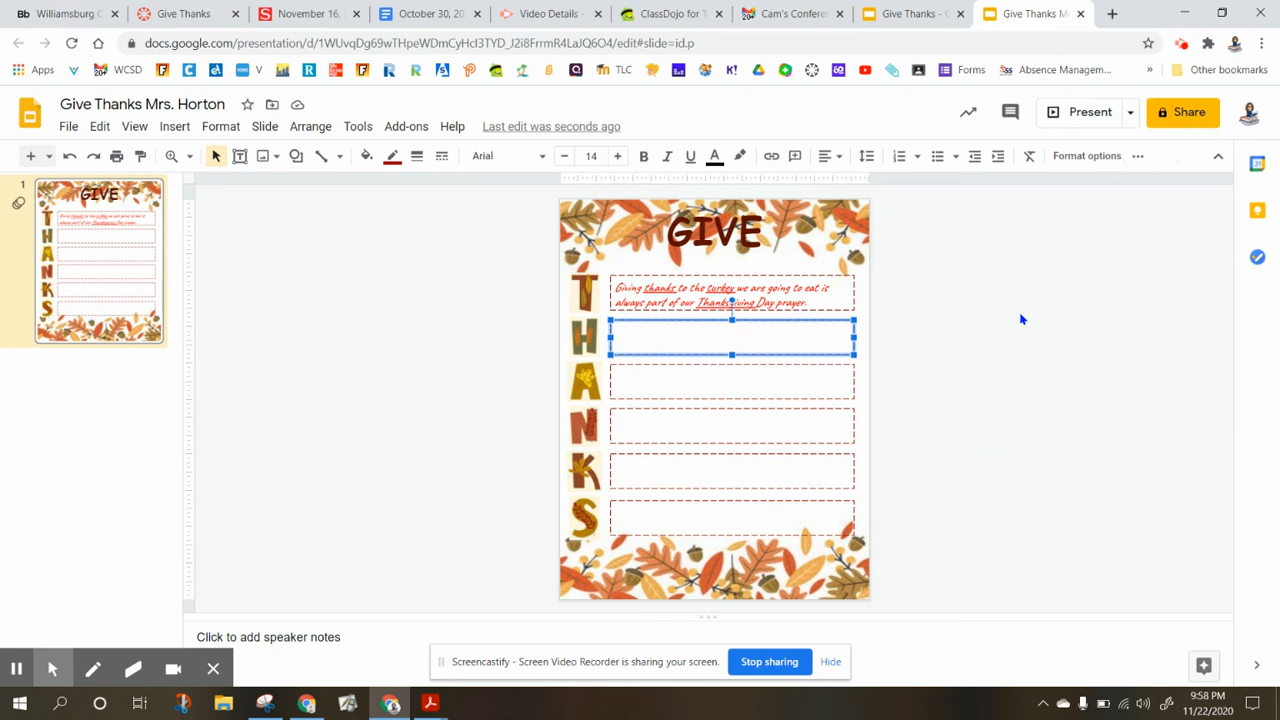 Williamsburg C
Give Thanks
November 16,
October 30, 20
Video Details -
ClassDojo for T
Cam's Confere
Give Thanks - G
Give Thanks M
docs.google.com/presentation/d/
Apps
WCSD
V
TLC
K!
Forms
Absence Managem...
»
Other bookmarks
Give Thanks Mrs. Horton
Present
Share
File Edit View Insert Format Slide Arrange Tools Add-ons Help Last edit was seconds ago
Arial
14
B I U A
Format options
1
GIVE
T
H
A
N
K
S
GIVE
T Giving thanks to the turkey we are going to eat is
always part of our Thanksgiving Day prayer.
H
A
N
K
S
Click to add speaker notes
Screencastify - Screen Video Recorder is sharing your screen.
Stop sharing
Hide
9:58 PM
11/22/2020